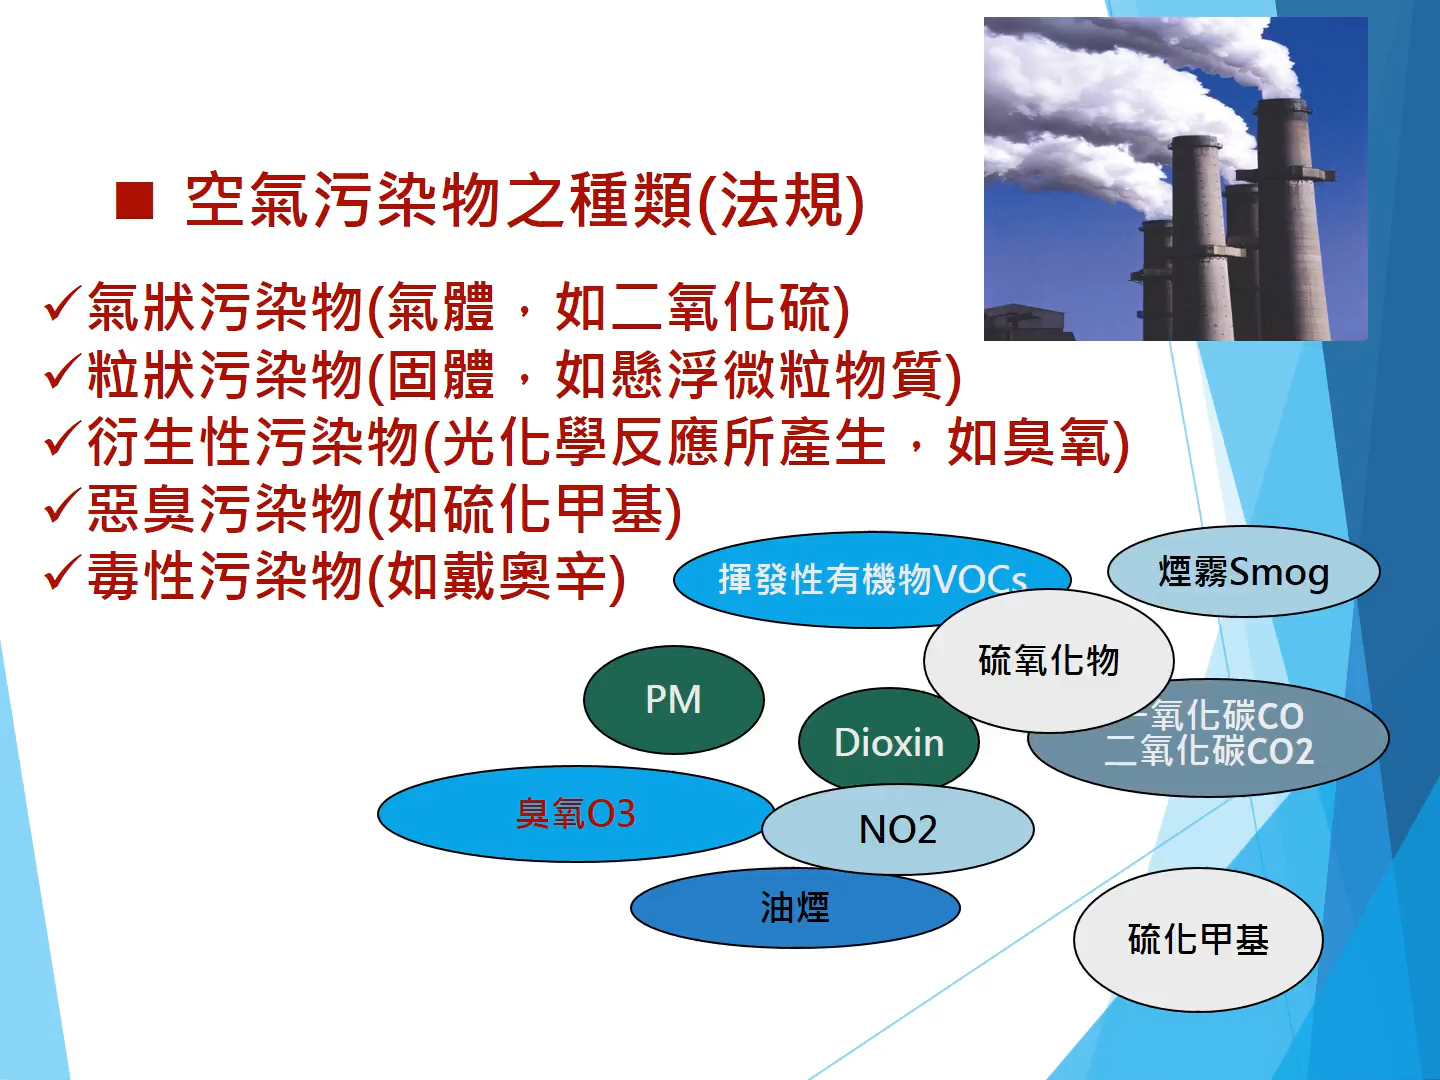 ■ 空氣污染物之種類(法規)
✓氣狀污染物(氣體，如二氧化硫)
✓粒狀污染物(固體，如懸浮微粒物質)
✓衍生性污染物(光化學反應所產生，如臭氧)
✓惡臭污染物(如硫化甲基)
✓毒性污染物(如戴奧辛)
揮發性有機物VOCs
煙霧Smog
硫氧化物
PM
Dioxin
一氧化碳CO
二氧化碳CO2
臭氧O3
NO2
油煙
硫化甲基